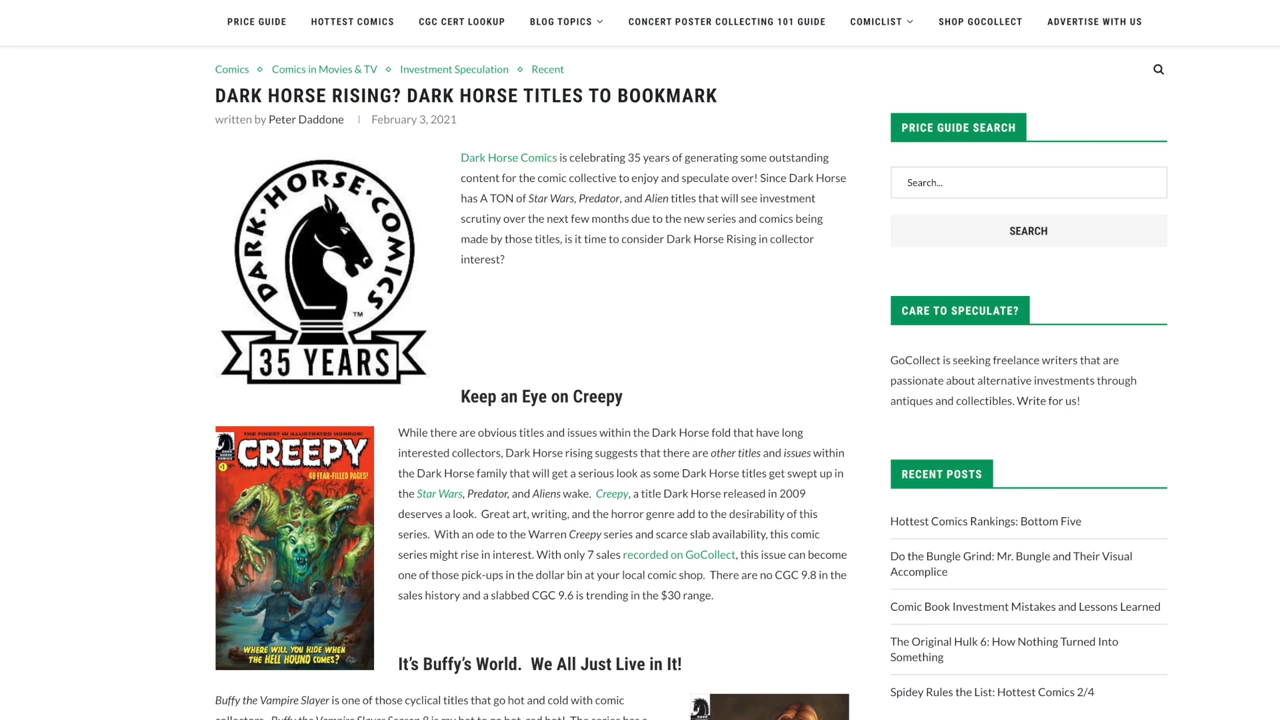 PRICE GUIDE
HOTTEST COMICS
CGC CERT LOOKUP
BLOG TOPICS
CONCERT POSTER COLLECTING 101 GUIDE
COMICLIST
SHOP GOCOLLECT
ADVERTISE WITH US
Comics
Comics in Movies & TV
Investment Speculation
Recent
DARK HORSE RISING? DARK HORSE TITLES TO BOOKMARK
written by Peter Daddone | February 3, 2021
DARK·HORSE·COMICS
TM
35 YEARS
Dark Horse Comics is celebrating 35 years of generating some outstanding
content for the comic collective to enjoy and speculate over! Since Dark Horse
has A TON of Star Wars, Predator, and Alien titles that will see investment
scrutiny over the next few months due to the new series and comics being
made by those titles, is it time to consider Dark Horse Rising in collector
interest?
Keep an Eye on Creepy
THE FINEST IN ILLUSTRATED HORROR!
CREEPY
#1
48 FEAR-FILLED PAGES!
WHERE WILL YOU HIDE WHEN
THE HELL HOUND COMES?
While there are obvious titles and issues within the Dark Horse fold that have long
interested collectors, Dark Horse rising suggests that there are other titles and issues within
the Dark Horse family that will get a serious look as some Dark Horse titles get swept up in
the Star Wars, Predator, and Aliens wake. Creepy, a title Dark Horse released in 2009
deserves a look. Great art, writing, and the horror genre add to the desirability of this
series. With an ode to the Warren Creepy series and scarce slab availability, this comic
series might rise in interest. With only 7 sales recorded on GoCollect, this issue can become
one of those pick-ups in the dollar bin at your local comic shop. There are no CGC 9.8 in the
sales history and a slabbed CGC 9.6 is trending in the $30 range.
It's Buffy's World. We All Just Live in It!
Buffy the Vampire Slayer is one of those cyclical titles that go hot and cold with comic
PRICE GUIDE SEARCH
Search...
SEARCH
CARE TO SPECULATE?
GoCollect is seeking freelance writers that are
passionate about alternative investments through
antiques and collectibles. Write for us!
RECENT POSTS
Hottest Comics Rankings: Bottom Five
Do the Bungle Grind: Mr. Bungle and Their Visual
Accomplice
Comic Book Investment Mistakes and Lessons Learned
The Original Hulk 6: How Nothing Turned Into
Something
Spidey Rules the List: Hottest Comics 2/4